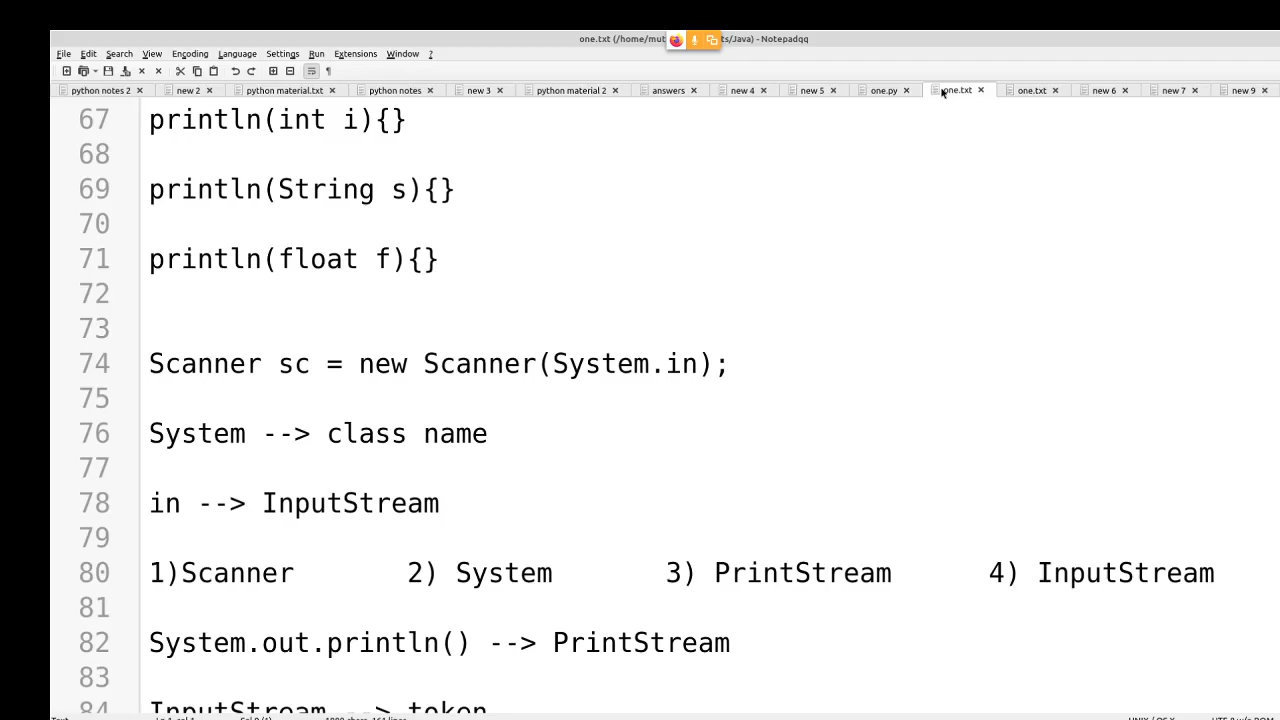 one.txt (/home/mut ts/Java) - Notepadqq
File Edit Search View Encoding Language Settings Run Extensions Window ?
python notes 2 new 2 python material.txt python notes new 3 python material 2 answers new 4 new 5 one.py one.txt one.txt new 6 new 7 new 9
67 println(int i){}
68
69 println(String s){}
70
71 println(float f){}
72
73
74 Scanner sc = new Scanner(System.in);
75
76 System --> class name
77
78 in --> InputStream
79
80 1)Scanner 2) System 3) PrintStream 4) InputStream
81
82 System.out.println() --> PrintStream
83
84 InputStream --> token